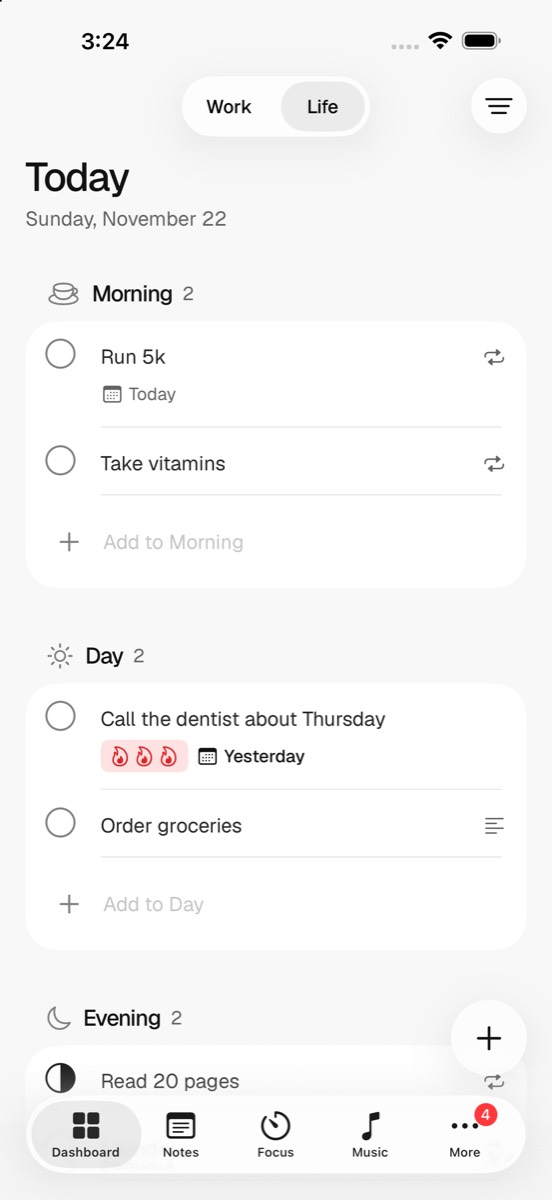 3:24
Work
Life
Today
Sunday, November 22
Morning 2
Run 5k
Today
Take vitamins
Add to Morning
Day 2
Call the dentist about Thursday
Yesterday
Order groceries
Add to Day
Evening 2
Read 20 pages
4
Dashboard
Notes
Focus
Music
More